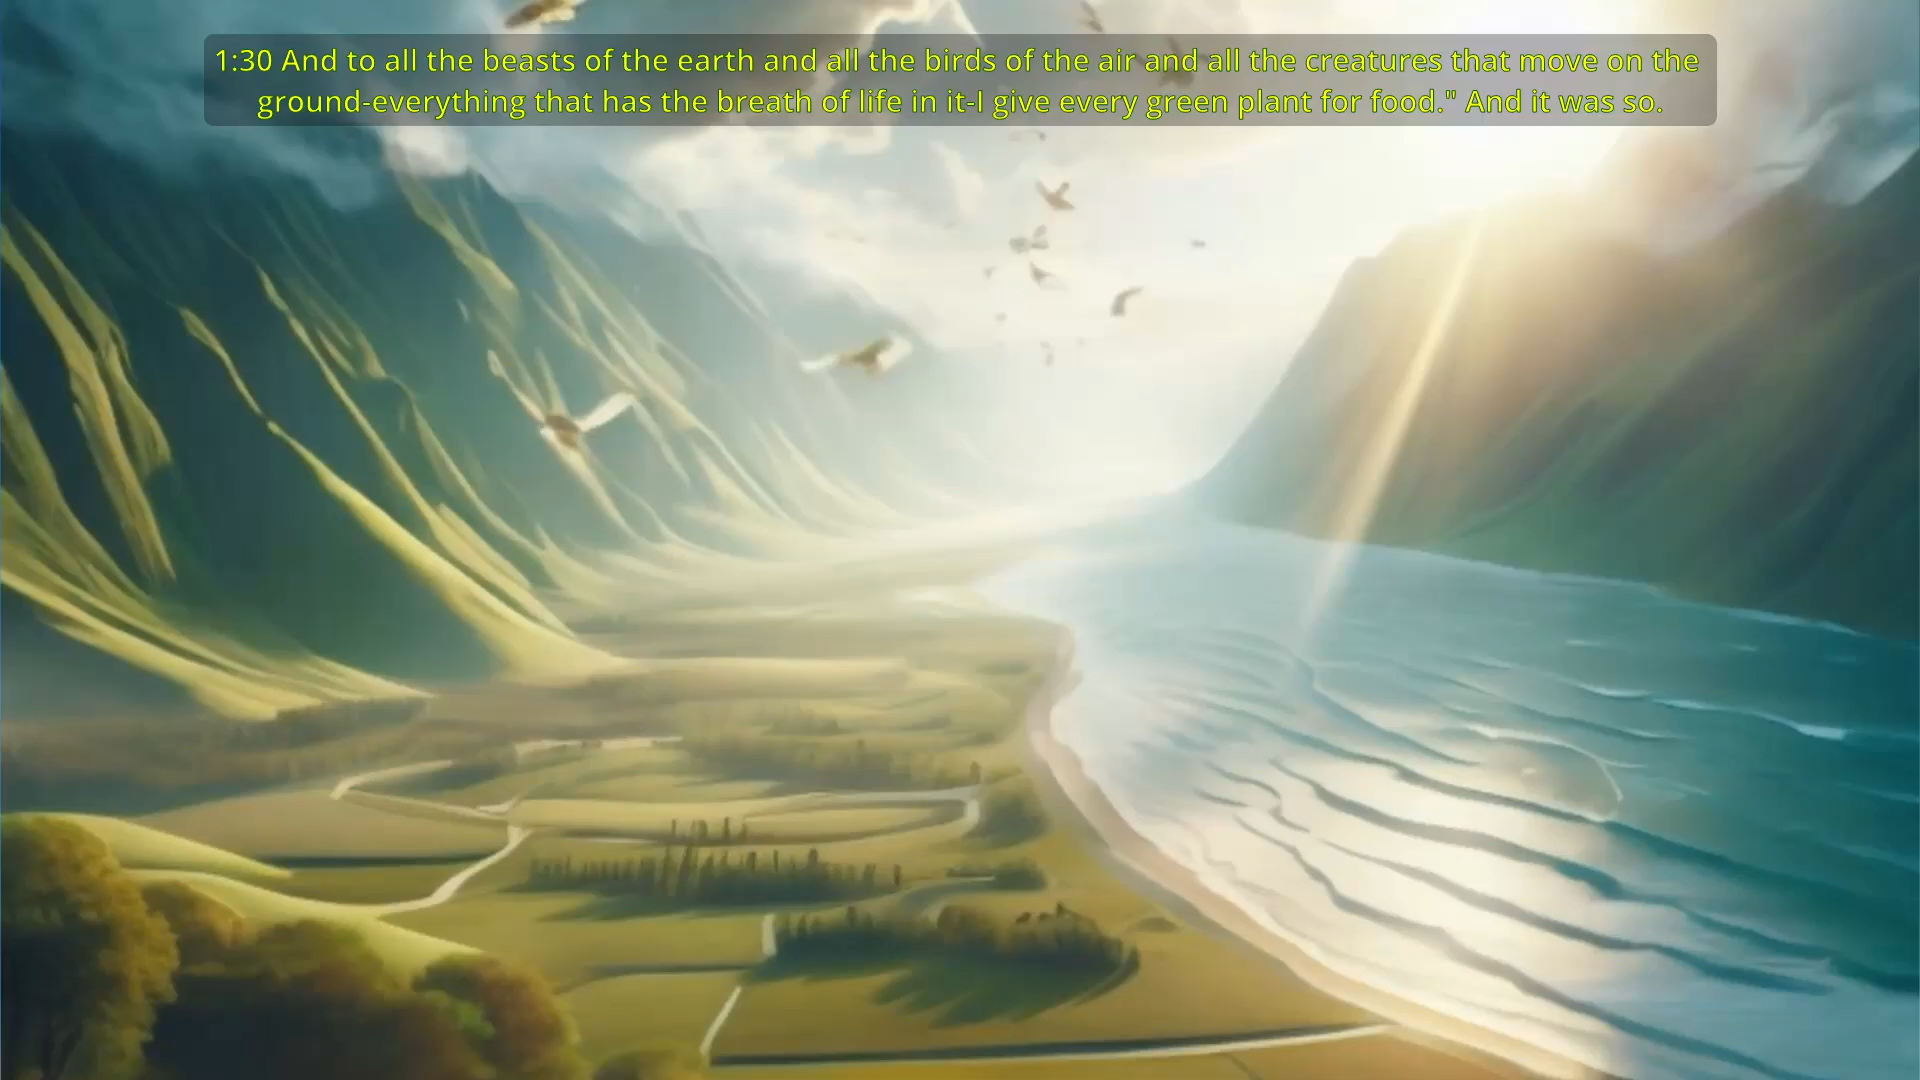 1:30 And to all the beasts of the earth and all the birds of the air and all the creatures that move on the
ground-everything that has the breath of life in it-I give every green plant for food." And it was so.